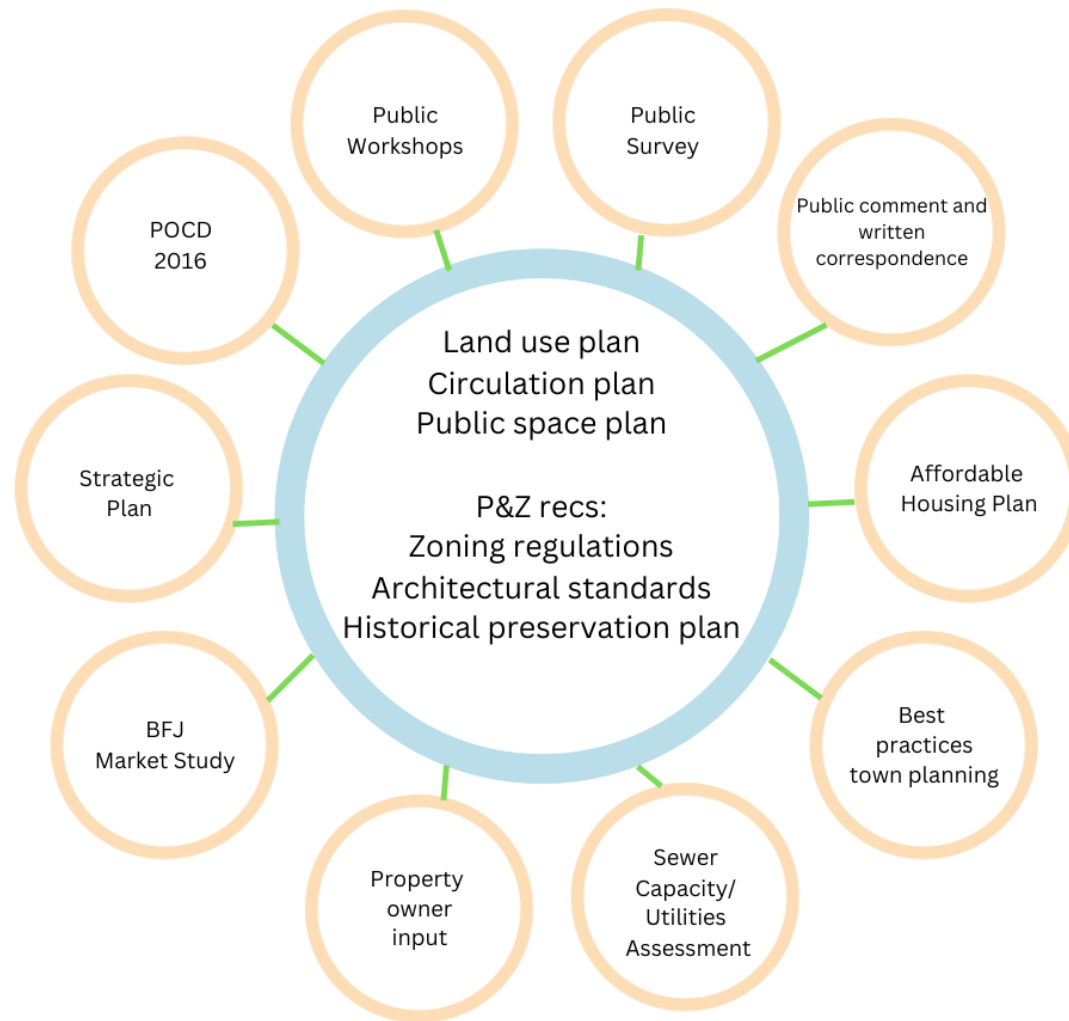 Public
Workshops
Public
Survey
Public comment and
written
correspondence
POCD
2016
Land use plan
Circulation plan
Public space plan
P&Z recs:
Zoning regulations
Architectural standards
Historical preservation plan
Strategic
Plan
Affordable
Housing Plan
BFJ
Market Study
Best
practices
town planning
Property
owner
input
Sewer
Capacity/
Utilities
Assessment